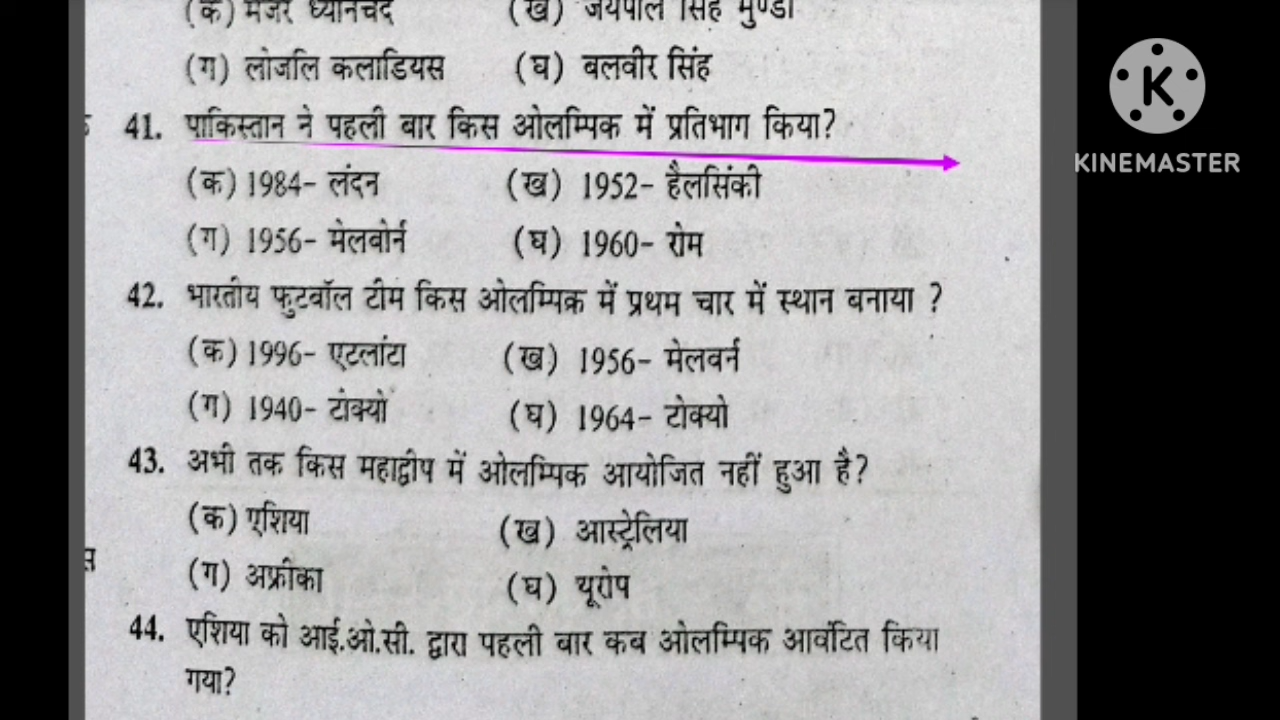 (क) मेजर ध्यानचंद (ख) जयपाल सिंह मुण्डा
(ग) लोजलि कलाडियस (घ) बलवीर सिंह
41. पाकिस्तान ने पहली बार किस ओलम्पिक में प्रतिभाग किया?
(क) 1984- लंदन (ख) 1952- हैलसिंकी
(ग) 1956- मेलबोर्न (घ) 1960- रोम
42. भारतीय फुटबॉल टीम किस ओलम्पिक में प्रथम चार में स्थान बनाया ?
(क) 1996- एटलांटा (ख) 1956- मेलवर्न
(ग) 1940- टोक्यो (घ) 1964- टोक्यो
43. अभी तक किस महाद्वीप में ओलम्पिक आयोजित नहीं हुआ है?
(क) एशिया (ख) आस्ट्रेलिया
(ग) अफ्रीका (घ) यूरोप
44. एशिया को आई.ओ.सी. द्वारा पहली बार कब ओलम्पिक आवंटित किया
गया?
K
KINEMASTER